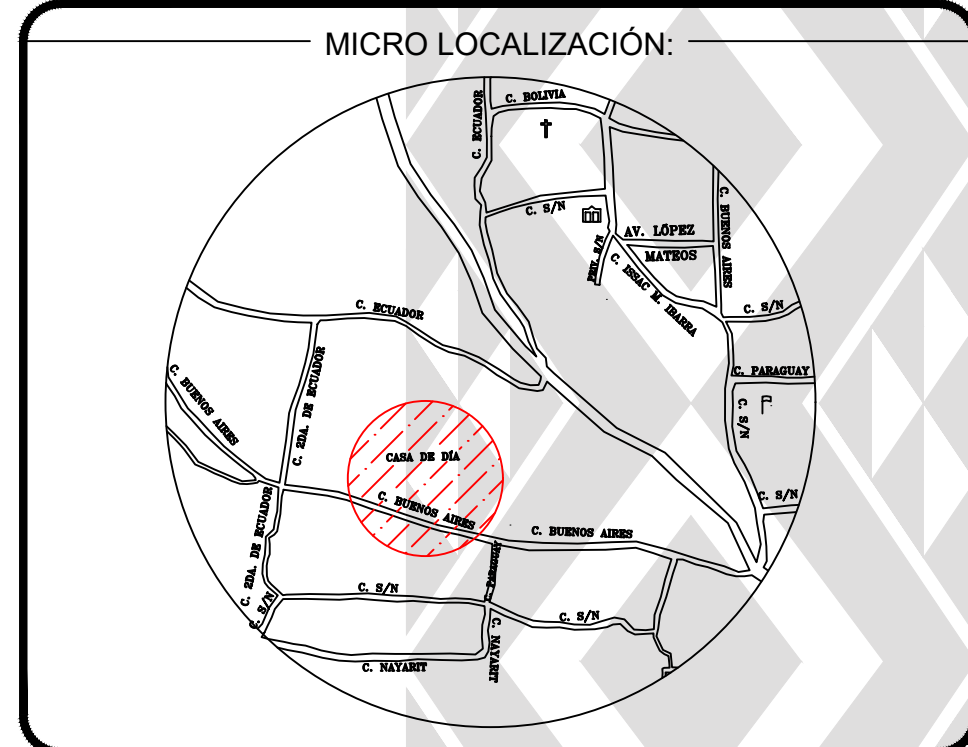 MICRO LOCALIZACIÓN:
C. BOLIVIA
C. ECUADOR
C. S/N
AV. LÓPEZ
MATEOS
C. BUENOS AIRES
PRIV. S/N
C. ISSAC M. IBARRA
C. S/N
C. ECUADOR
C. PARAGUAY
C. S/N
C. 2DA. DE ECUADOR
C. BUENOS AIRES
CASA DE DÍA
C. BUENOS AIRES
C. BUENOS AIRES
C. S/N
C. 2DA. DE ECUADOR
C. S/N
C. S/N
C. S/N
C. NAYARIT
C. NAYARIT